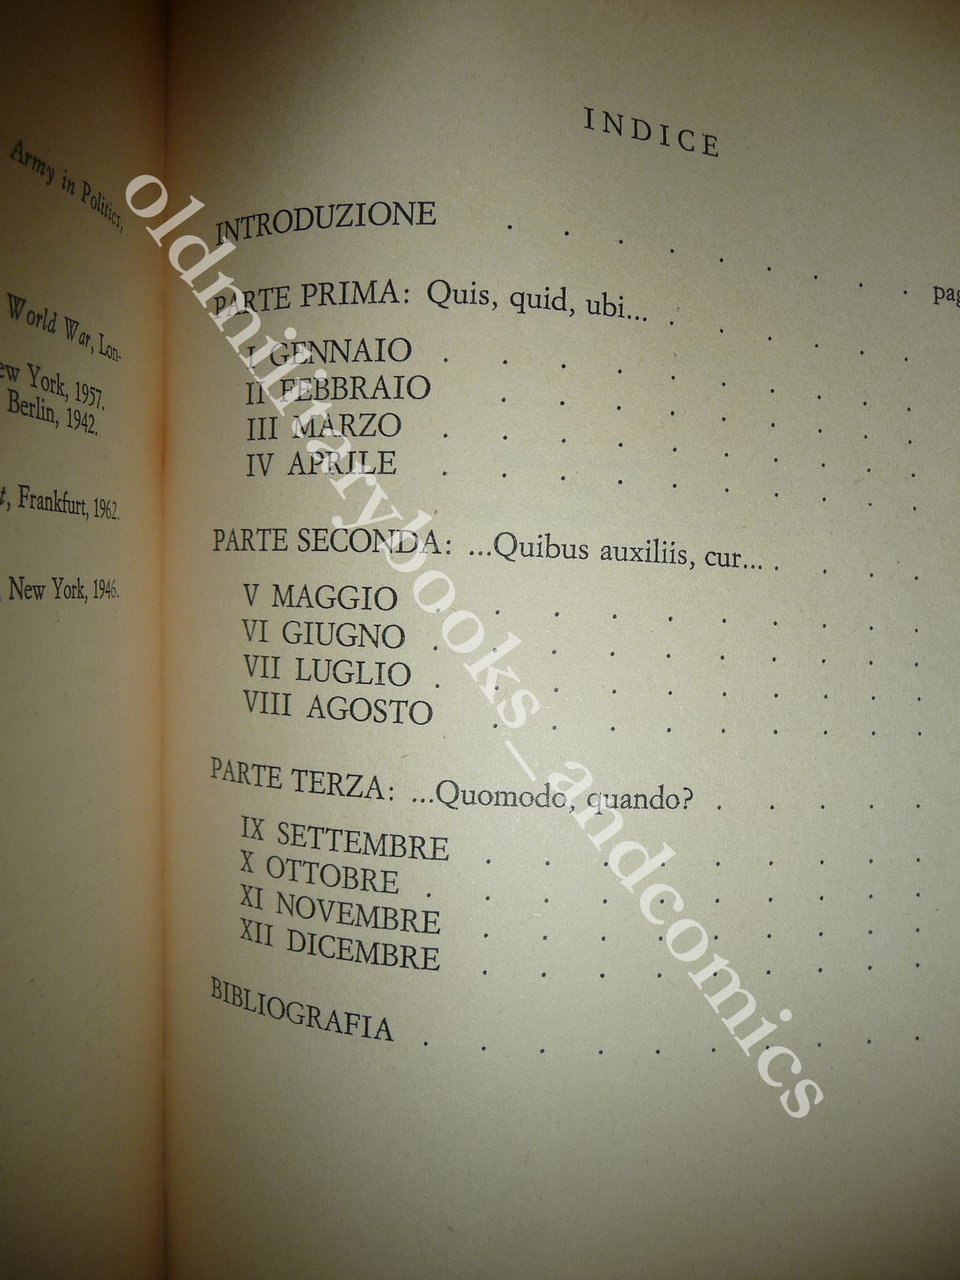 Army in Politics,
World War, Lon-
New York, 1957.
Berlin, 1942.
t, Frankfurt, 1962.
, New York, 1946.
INDICE
INTRODUZIONE . . . . . . . . pag
PARTE PRIMA: Quis, quid, ubi... . . . . .
I GENNAIO . . . . . . . . .
II FEBBRAIO . . . . . . . .
III MARZO . . . . . . . . .
IV APRILE . . . . . . . . .
PARTE SECONDA: ...Quibus auxiliis, cur... . . . .
V MAGGIO . . . . . . . . .
VI GIUGNO . . . . . . . . .
VII LUGLIO . . . . . . . . .
VIII AGOSTO . . . . . . . .
PARTE TERZA: ...Quomodo, quando? . . . . .
IX SETTEMBRE . . . . . . . .
X OTTOBRE . . . . . . . . .
XI NOVEMBRE . . . . . . . .
XII DICEMBRE . . . . . . . .
BIBLIOGRAFIA . . . . . . . . .
oldmilitarybooks_andcomics